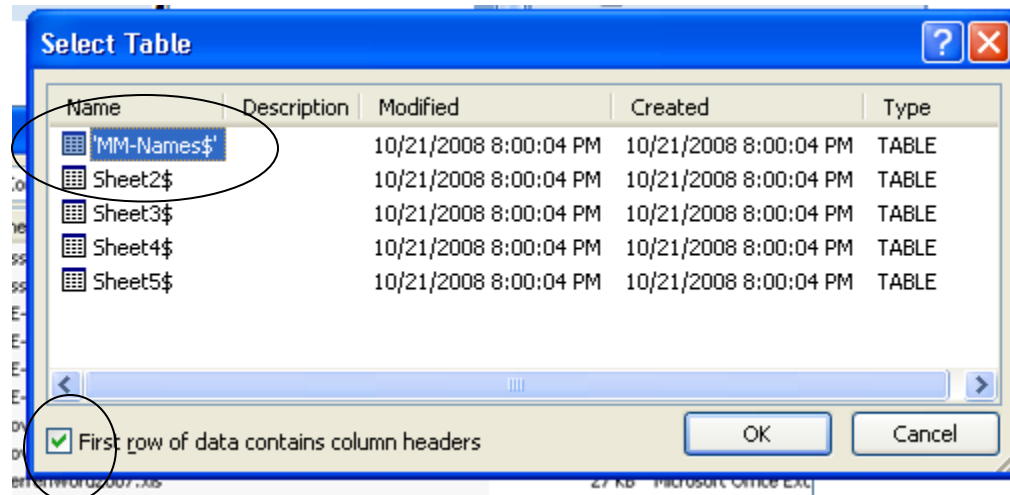 Select Table
Name Description Modified Created Type
'MM-Names$' 10/21/2008 8:00:04 PM 10/21/2008 8:00:04 PM TABLE
Sheet2$ 10/21/2008 8:00:04 PM 10/21/2008 8:00:04 PM TABLE
Sheet3$ 10/21/2008 8:00:04 PM 10/21/2008 8:00:04 PM TABLE
Sheet4$ 10/21/2008 8:00:04 PM 10/21/2008 8:00:04 PM TABLE
Sheet5$ 10/21/2008 8:00:04 PM 10/21/2008 8:00:04 PM TABLE
First row of data contains column headers
OK
Cancel
27 KB Microsoft Office Exc